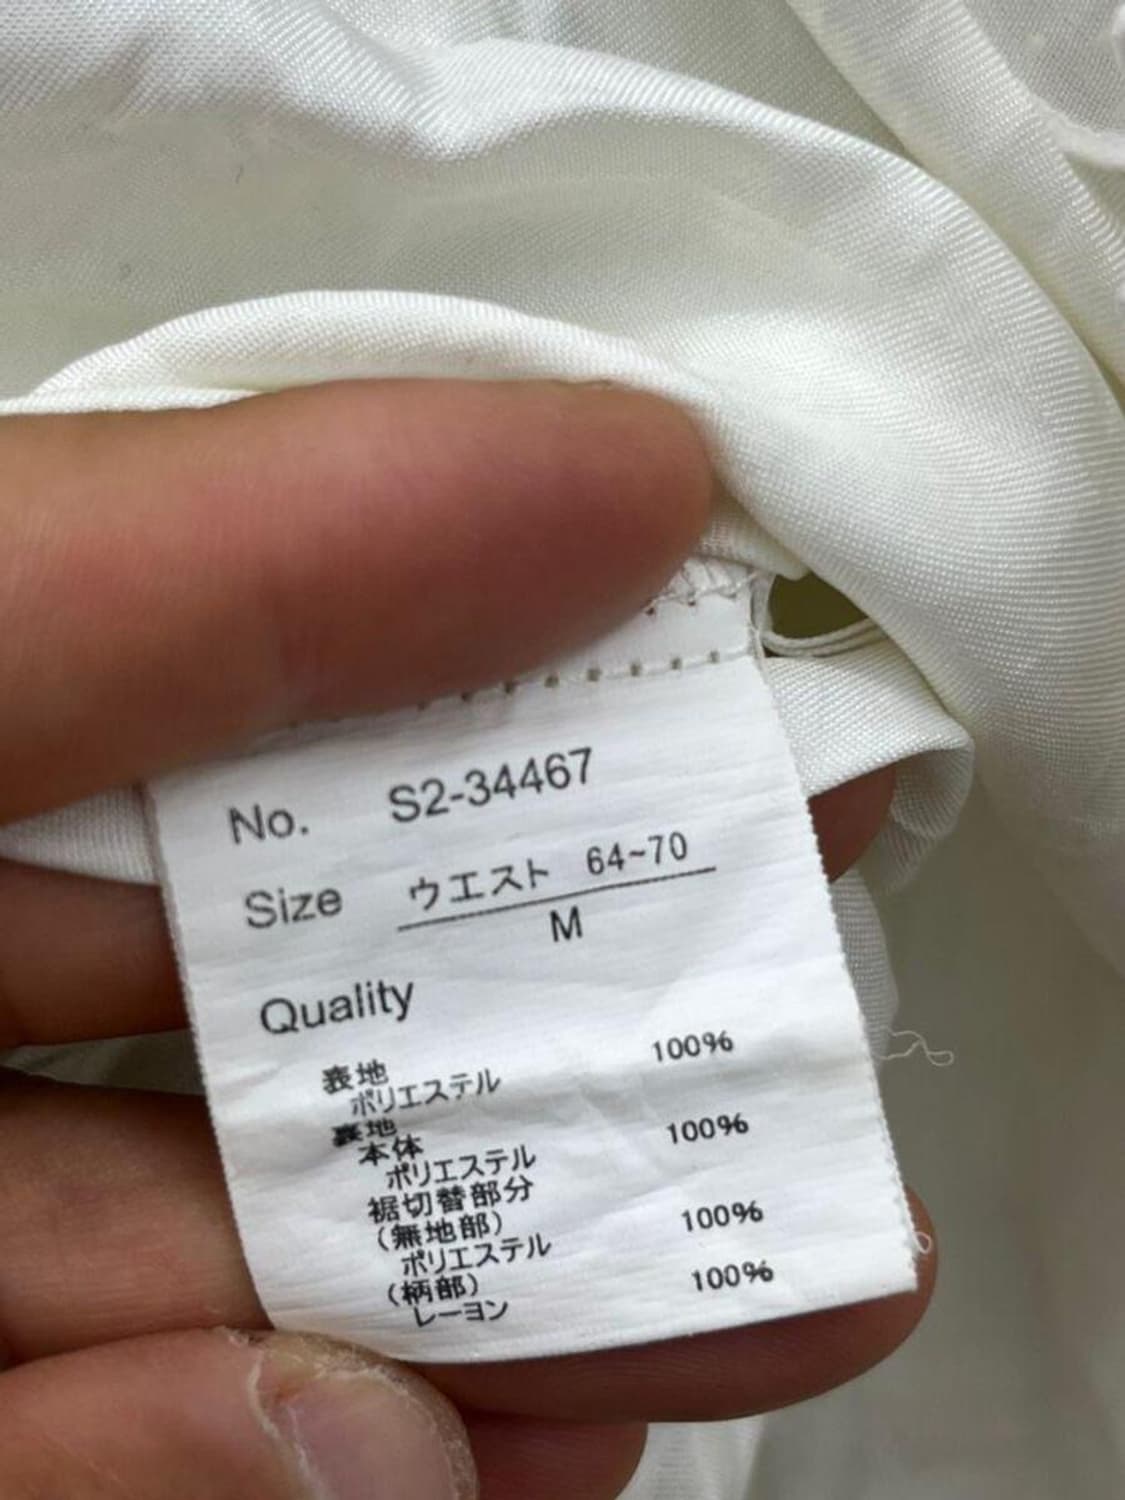 No. S2-34467
Size ウエスト 64~70
M
Quality
表地
ポリエステル 100%
裏地
本体
ポリエステル 100%
裾切替部分
(無地部)
ポリエステル 100%
(柄部)
レーヨン 100%